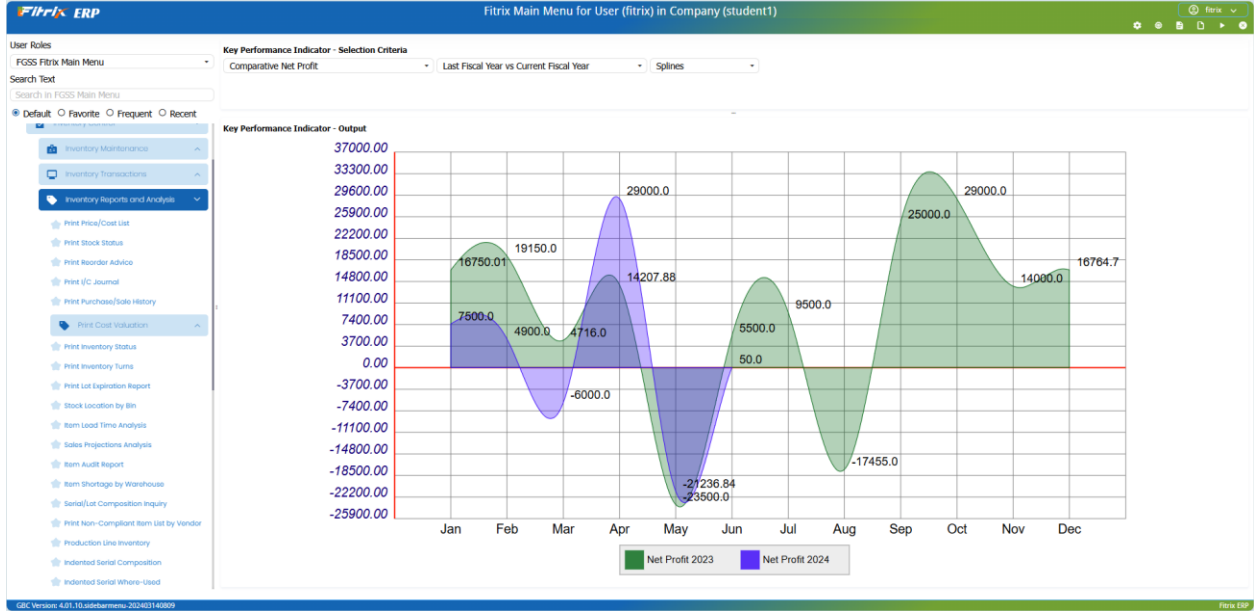 Fitrix ERP
Fitrix Main Menu for User (fitrix) in Company (student1)
fitrix
User Roles
FGSS Fitrix Main Menu
Search Text
Search in FGSS Main Menu
Default Favorite Frequent Recent
Inventory Control
Inventory Maintenance
Inventory Transactions
Inventory Reports and Analysis
Print Price/Cost List
Print Stock Status
Print Reorder Advice
Print I/C Journal
Print Purchase/Sale History
Print Cost Valuation
Print Inventory Status
Print Inventory Turns
Print Lot Expiration Report
Stock Location by Bin
Item Lead Time Analysis
Sales Projections Analysis
Item Audit Report
Item Shortage by Warehouse
Serial/Lot Composition Inquiry
Print Non-Compliant Item List by Vendor
Production Line Inventory
Indented Serial Composition
Indented Serial Where-Used
Key Performance Indicator - Selection Criteria
Comparative Net Profit
Last Fiscal Year vs Current Fiscal Year
Splines
Key Performance Indicator - Output
37000.00
33300.00
29600.00
25900.00
22200.00
18500.00
14800.00
11100.00
7400.00
3700.00
0.00
-3700.00
-7400.00
-11100.00
-14800.00
-18500.00
-22200.00
-25900.00
16750.01
19150.0
4716.0
14207.88
-23500.0
5500.0
9500.0
-17455.0
25000.0
29000.0
14000.0
16764.7
7500.0
4900.0
-6000.0
29000.0
-21236.84
50.0
Jan Feb Mar Apr May Jun Jul Aug Sep Oct Nov Dec
Net Profit 2023
Net Profit 2024
GBC Version: 4.01.10.sidebarmenu-202403140809
Fitrix ERP